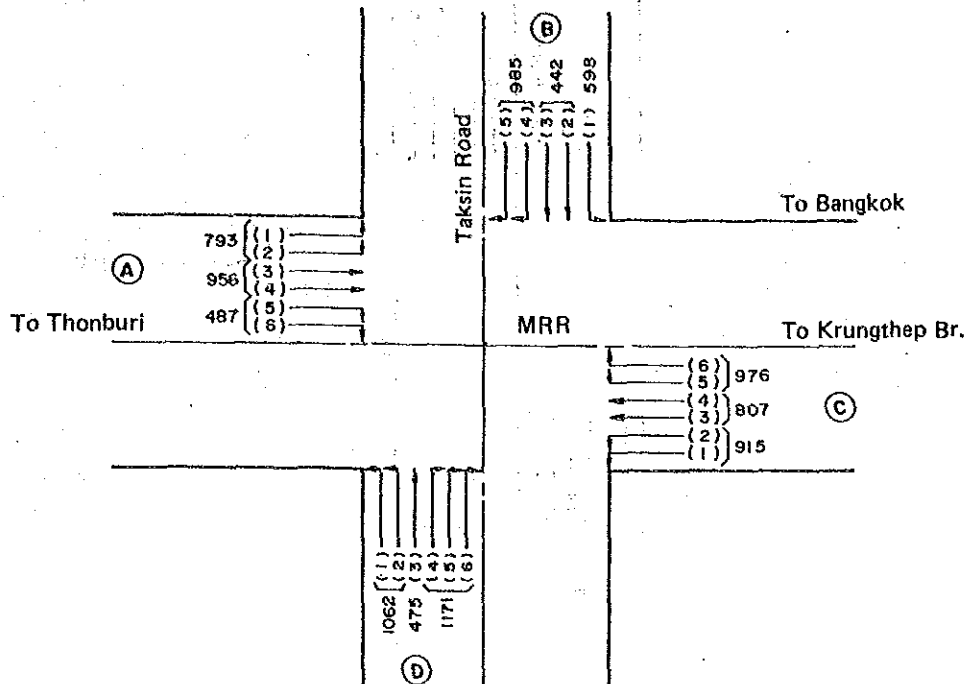 B
985 442 598
(5) (4) (3) (2) (1)
Taksin Road
To Bangkok
793 (1)
(2)
A
956 (3)
(4)
487 (5)
(6)
To Thonburi
MRR
To Krungthep Br.
(6) 976
(5)
(4) 807
(3)
C
(2) 915
(1)
(1) (2) (3) (4) (5) (6)
1062 475 1171
D